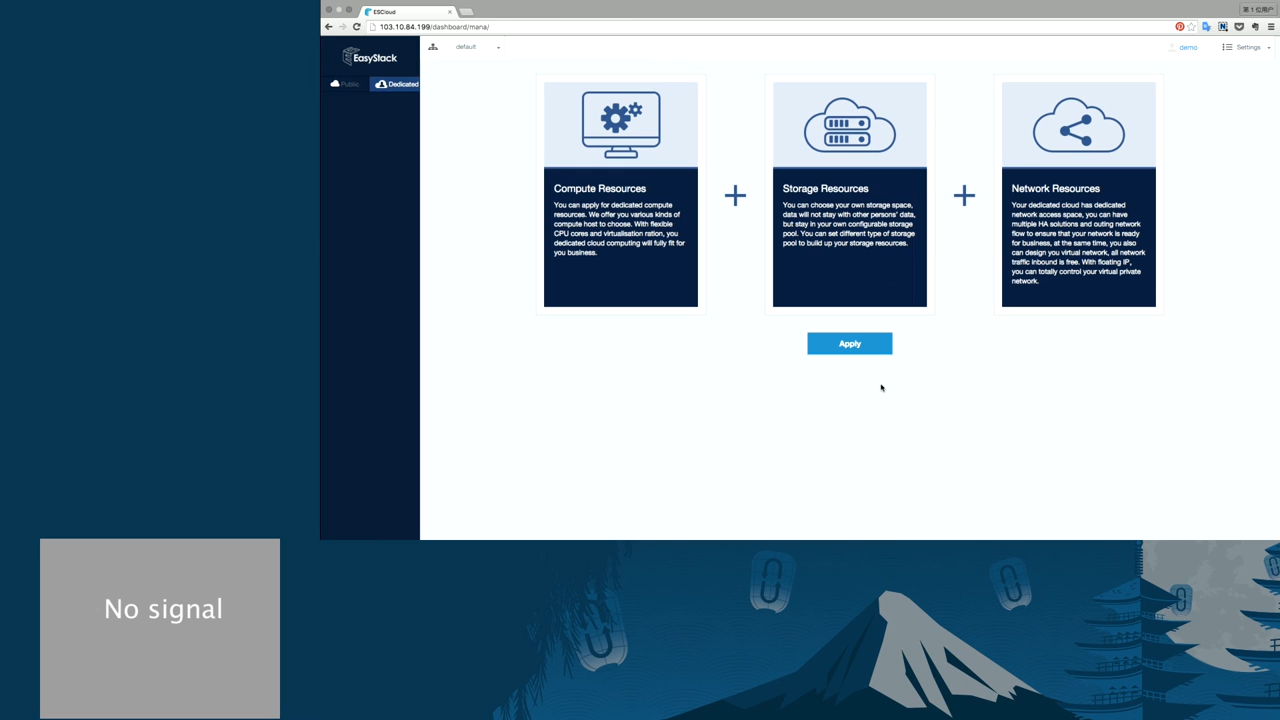 ESCloud
第 1 位用户
103.10.84.199/dashboard/mana/
EasyStack
default
demo
Settings
Public
Dedicated
Compute Resources
You can apply for dedicated compute
resources. We offer you various kinds of
compute host to choose. With flexible
CPU cores and virtualisation ration, you
dedicated cloud computing will fully fit for
you business.
Storage Resources
You can choose your own storage space,
data will not stay with other persons' data,
but stay in your own configurable storage
pool. You can set different type of storage
pool to build up your storage resources.
Network Resources
Your dedicated cloud has dedicated
network access space, you can have
multiple HA solutions and outing network
flow to ensure that your network is ready
for business, at the same time, you also
can design you virtual network, all network
traffic inbound is free. With floating IP,
you can totally control your virtual private
network.
Apply
No signal